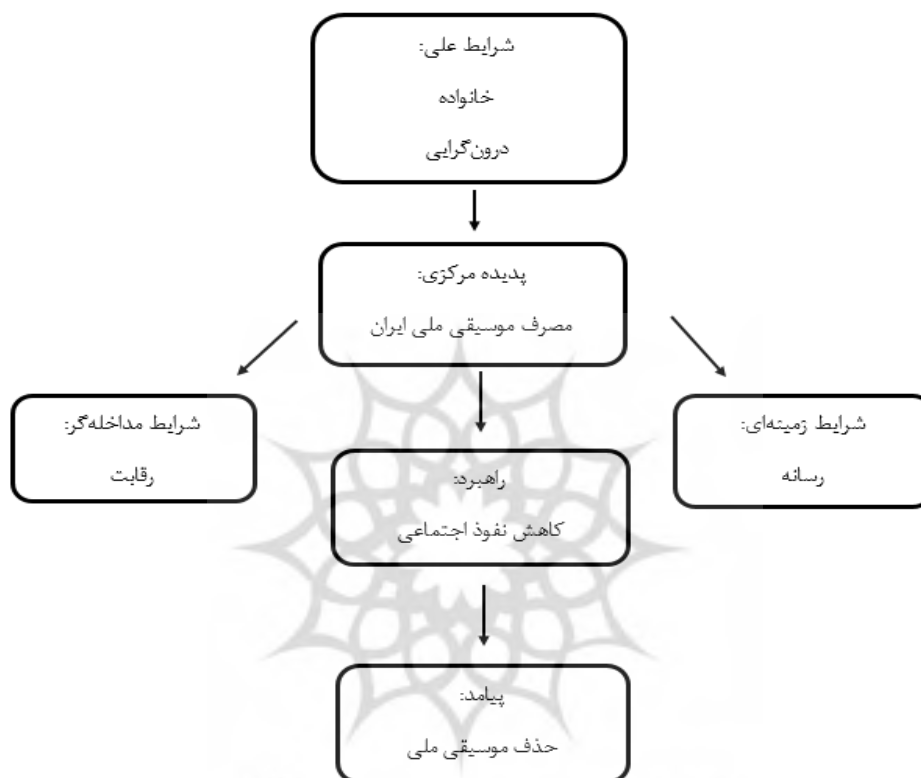 شرایط علی:
خانواده
درون‌گرایی
پدیده مرکزی:
مصرف موسیقی ملی ایران
شرایط زمینه‌ای:
رسانه
شرایط مداخله‌گر:
رقابت
راهبرد:
کاهش نفوذ اجتماعی
پیامد:
حذف موسیقی ملی